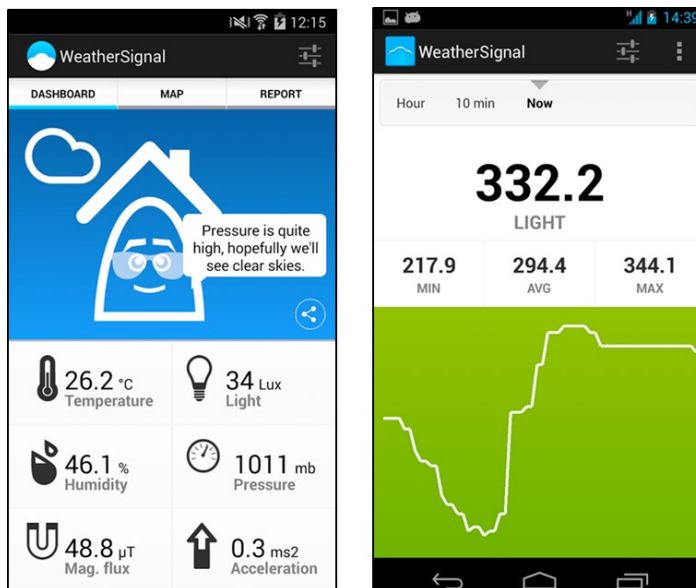 12:15
WeatherSignal
DASHBOARD MAP REPORT
Pressure is quite
high, hopefully we'll
see clear skies.
26.2 °C
Temperature
34 Lux
Light
46.1 %
Humidity
1011 mb
Pressure
48.8 µT
Mag. flux
0.3 ms2
Acceleration
H 14:39
WeatherSignal
Hour 10 min Now
332.2
LIGHT
217.9 294.4 344.1
MIN AVG MAX